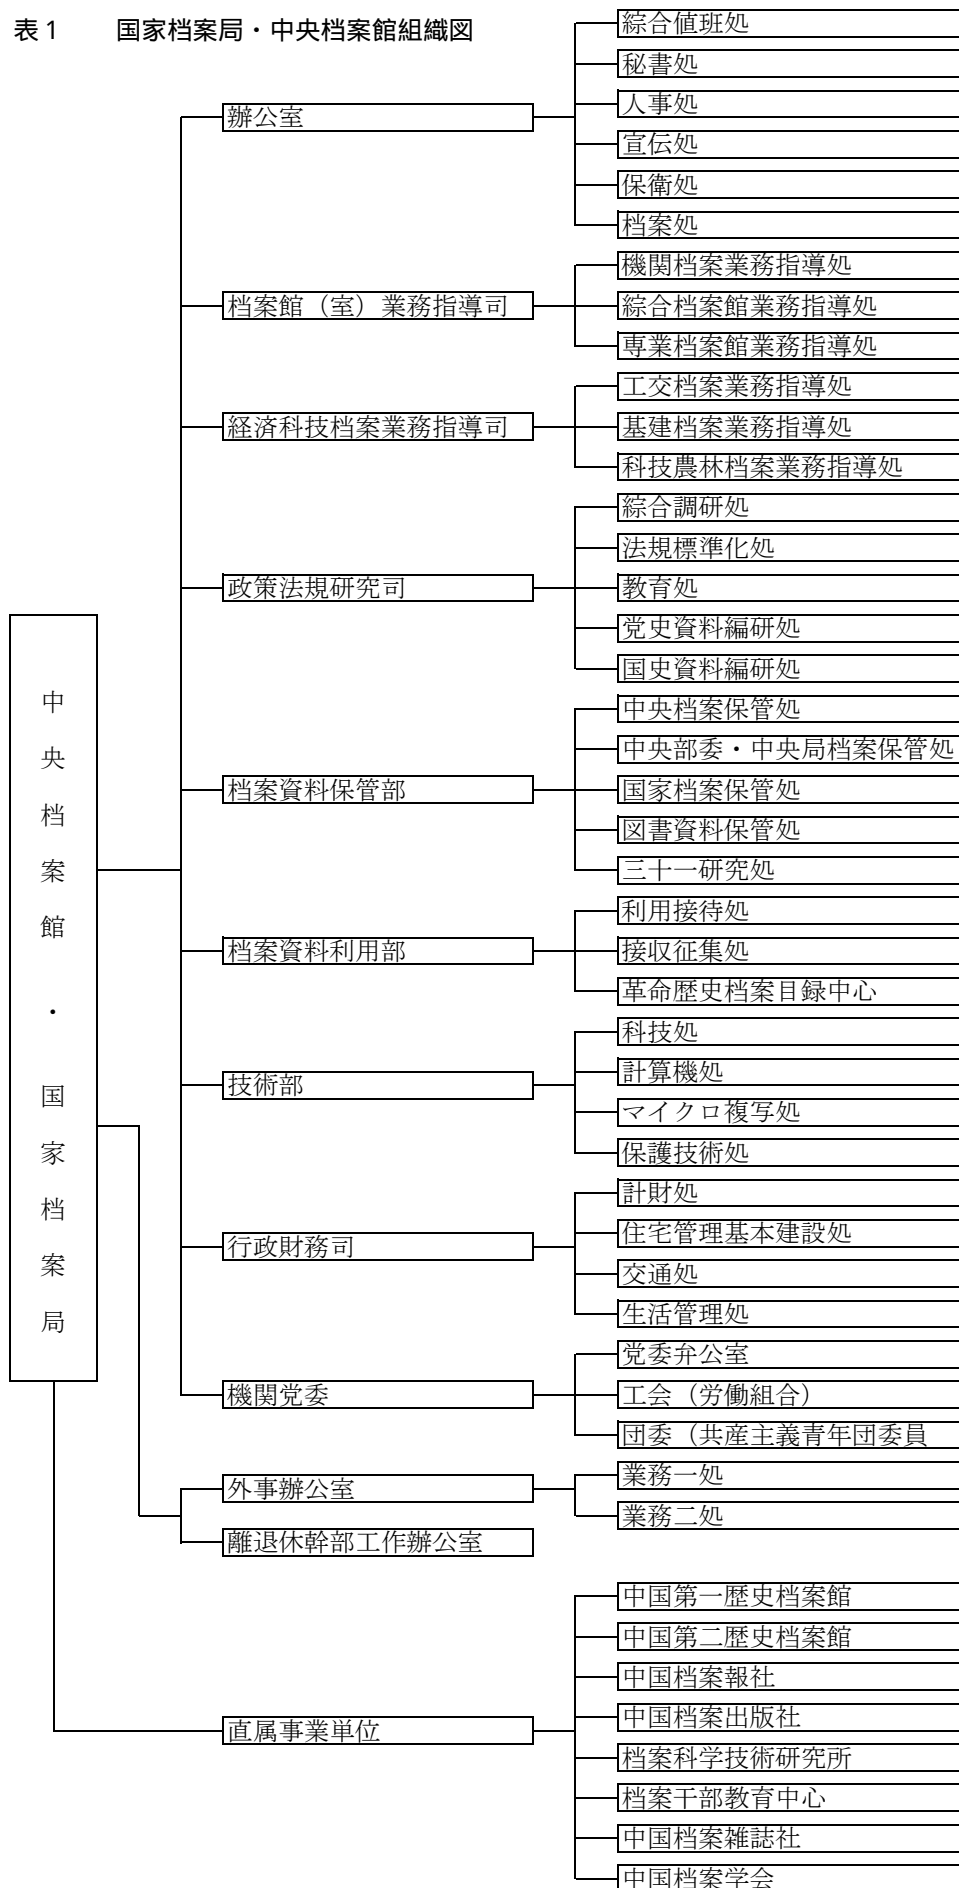 表1 国家档案局・中央档案館組織図
中央档案館・国家档案局
辦公室
綜合値班処
秘書処
人事処
宣伝処
保衛処
档案処
档案館（室）業務指導司
機関档案業務指導処
綜合档案館業務指導処
専業档案館業務指導処
経済科技档案業務指導司
工交档案業務指導処
基建档案業務指導処
科技農林档案業務指導処
政策法規研究司
綜合調研処
法規標準化処
教育処
党史資料編研処
国史資料編研処
档案資料保管部
中央档案保管処
中央部委・中央局档案保管処
国家档案保管処
図書資料保管処
三十一研究処
档案資料利用部
利用接待処
接収征集処
革命歴史档案目録中心
技術部
科技処
計算機処
マイクロ複写処
保護技術処
行政財務司
計財処
住宅管理基本建設処
交通処
生活管理処
機関党委
党委弁公室
工会（労働組合）
団委（共産主義青年団委員
外事辦公室
業務一処
業務二処
離退休幹部工作辦公室
直属事業単位
中国第一歴史档案館
中国第二歴史档案館
中国档案報社
中国档案出版社
档案科学技術研究所
档案干部教育中心
中国档案雑誌社
中国档案学会